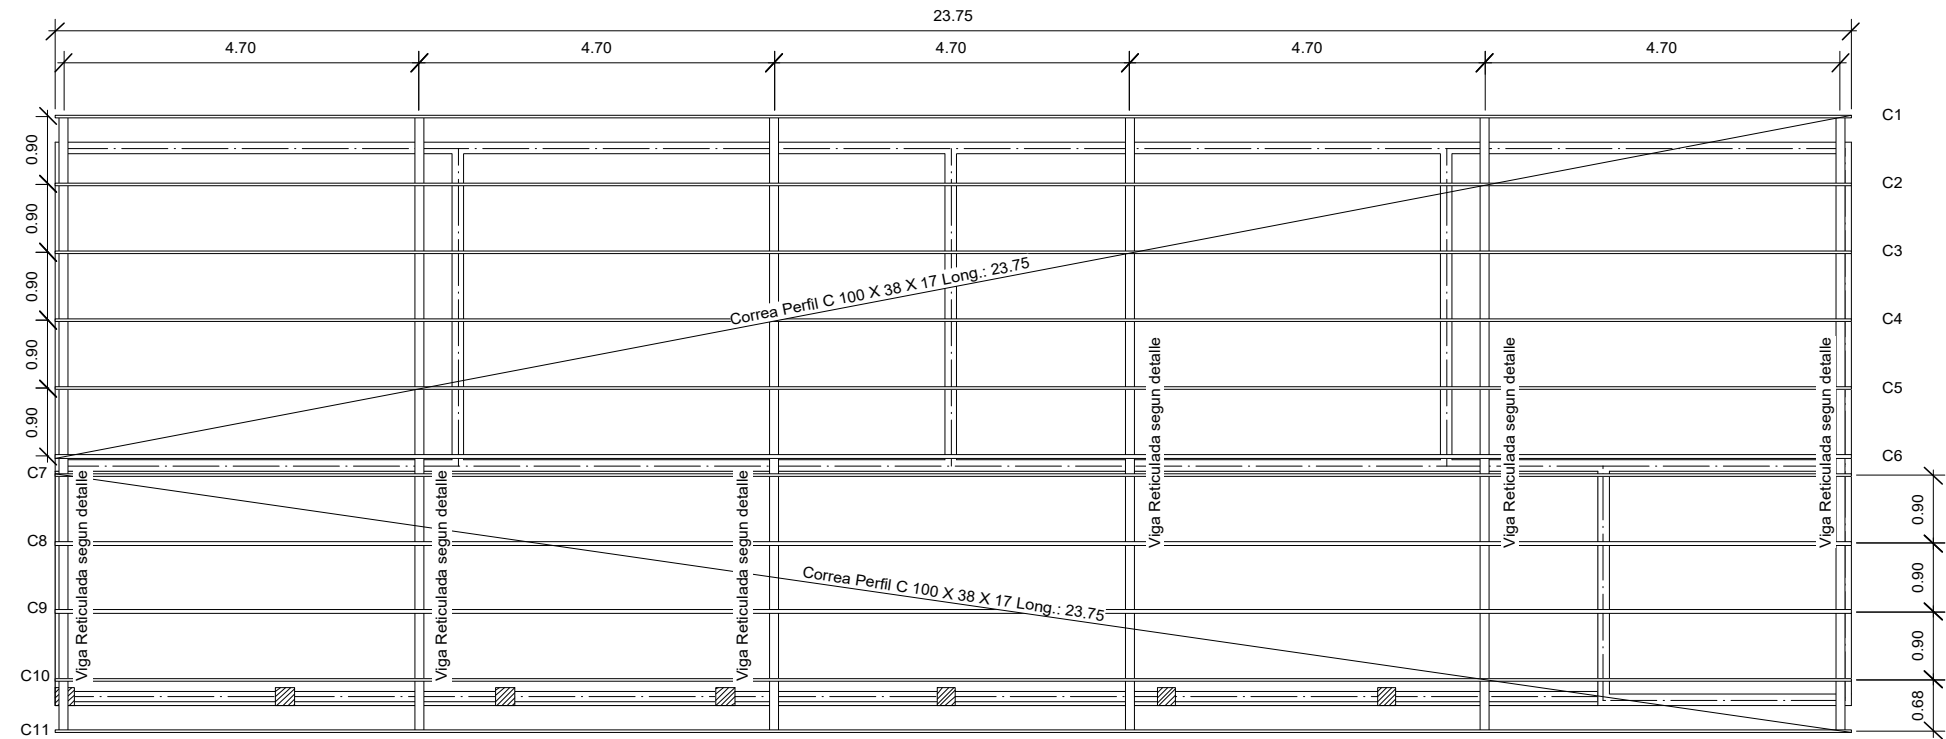 23.75
4.70
4.70
4.70
4.70
4.70
C1
0.90
C2
0.90
C3
0.90
Correa Perfil C 100 X 38 X 17 Long.: 23.75
C4
0.90
C5
0.90
C6
C7
Viga Reticulada segun detalle
Viga Reticulada segun detalle
Viga Reticulada segun detalle
Viga Reticulada segun detalle
Viga Reticulada segun detalle
Viga Reticulada segun detalle
0.90
C8
0.90
Correa Perfil C 100 X 38 X 17 Long.: 23.75
C9
0.90
C10
0.68
C11